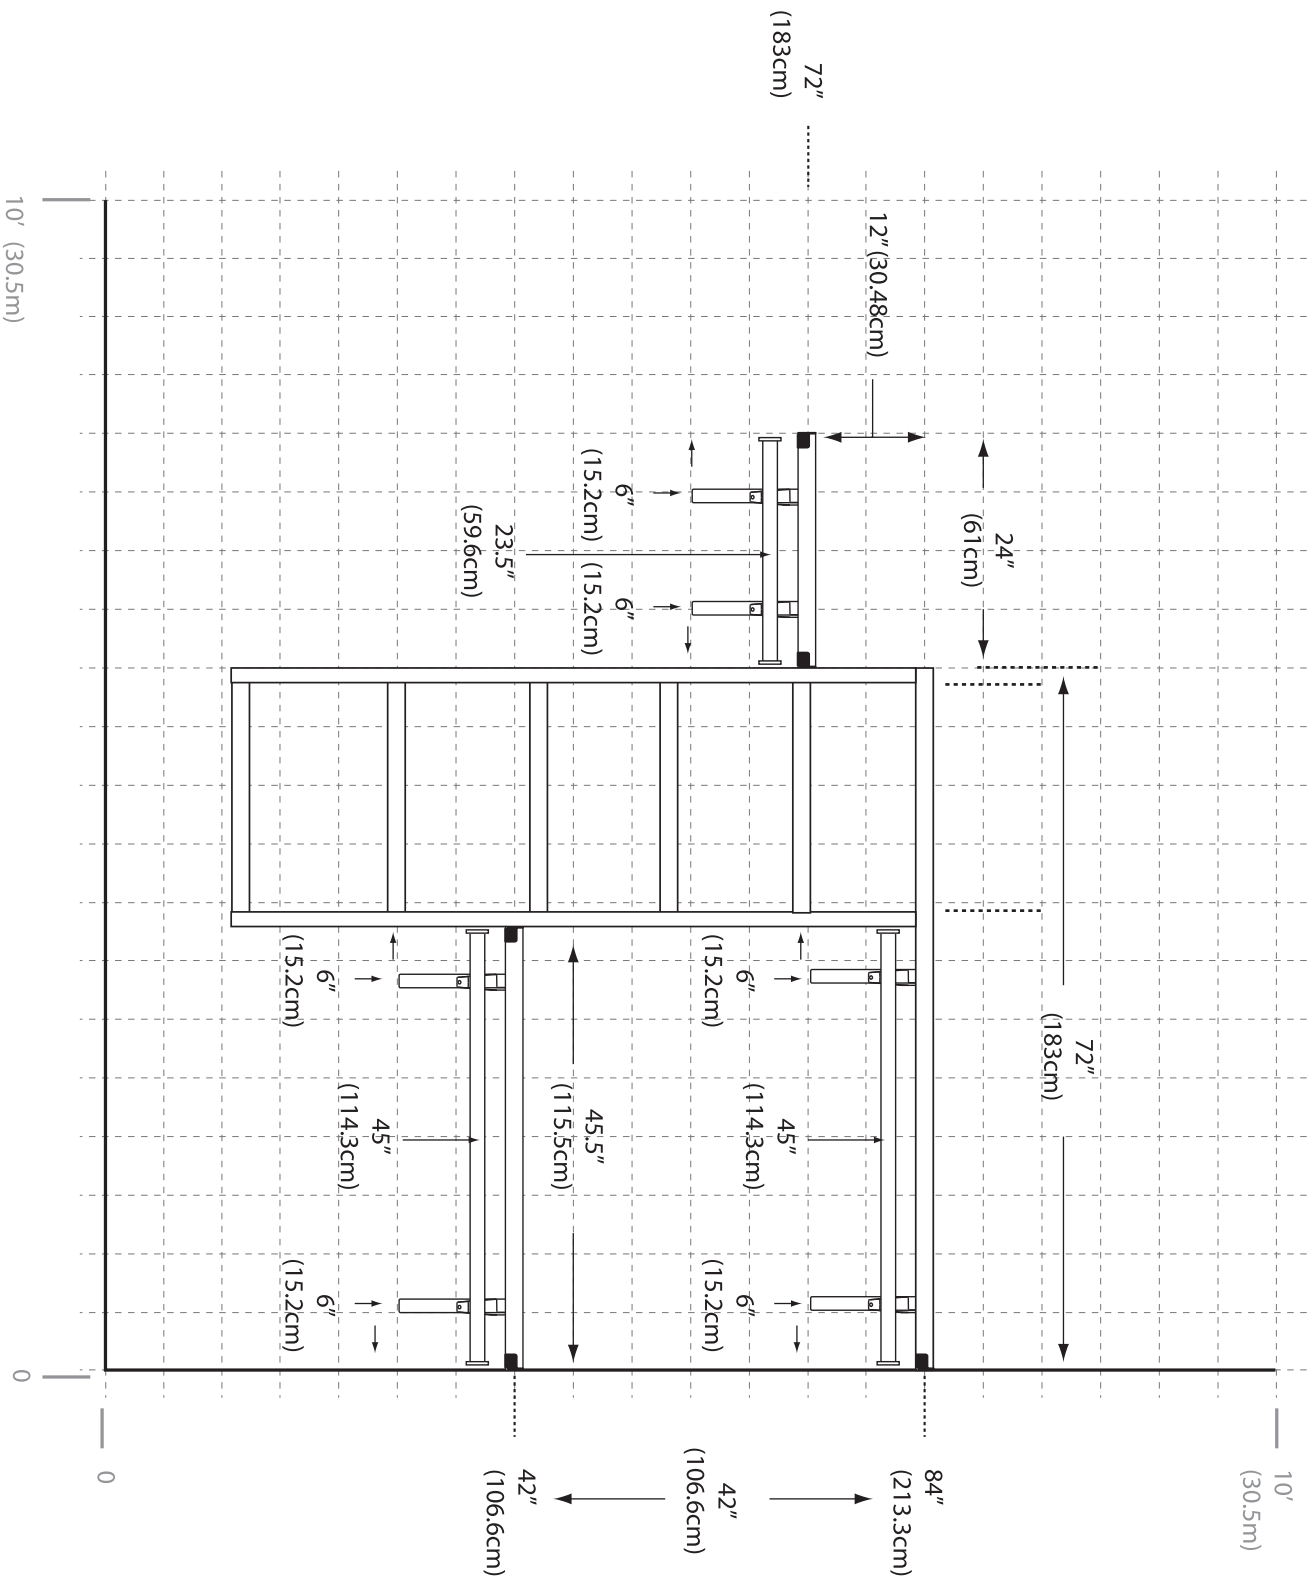 10’
(30.5m)
72”
(183cm)
24”
(61cm)
84”
(213.3cm)
12” (30.48cm)
72”
(183cm)
45”
(114.3cm)
6”
(15.2cm)
6”
(15.2cm)
42”
(106.6cm)
6”
(15.2cm)
6”
(15.2cm)
45.5”
(115.5cm)
42”
(106.6cm)
23.5”
(59.6cm)
45”
(114.3cm)
6”
(15.2cm)
6”
(15.2cm)
0
10’ (30.5m)
0